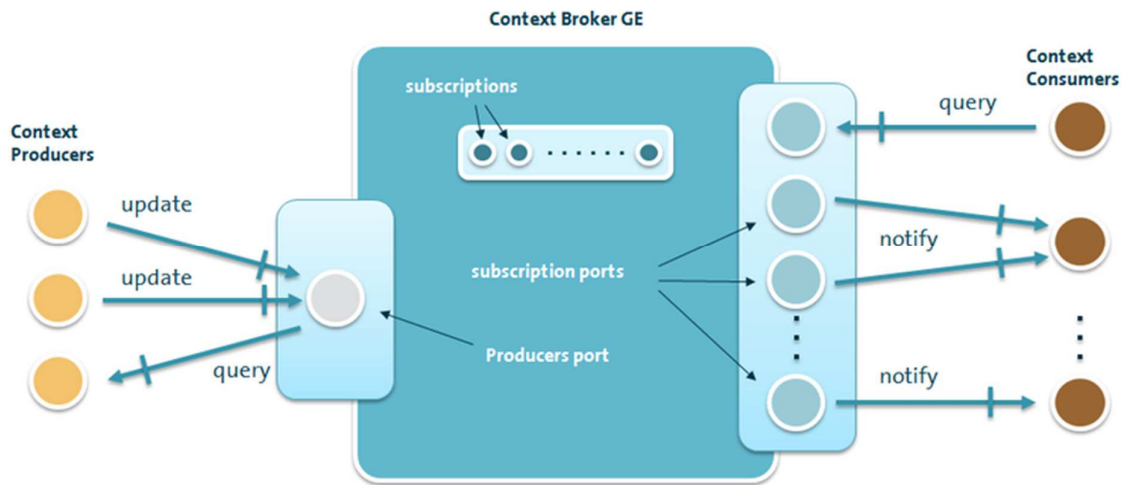 Context Broker GE
subscriptions
Context
Consumers
query
Context
Producers
update
notify
subscription ports
update
Producers port
query
notify